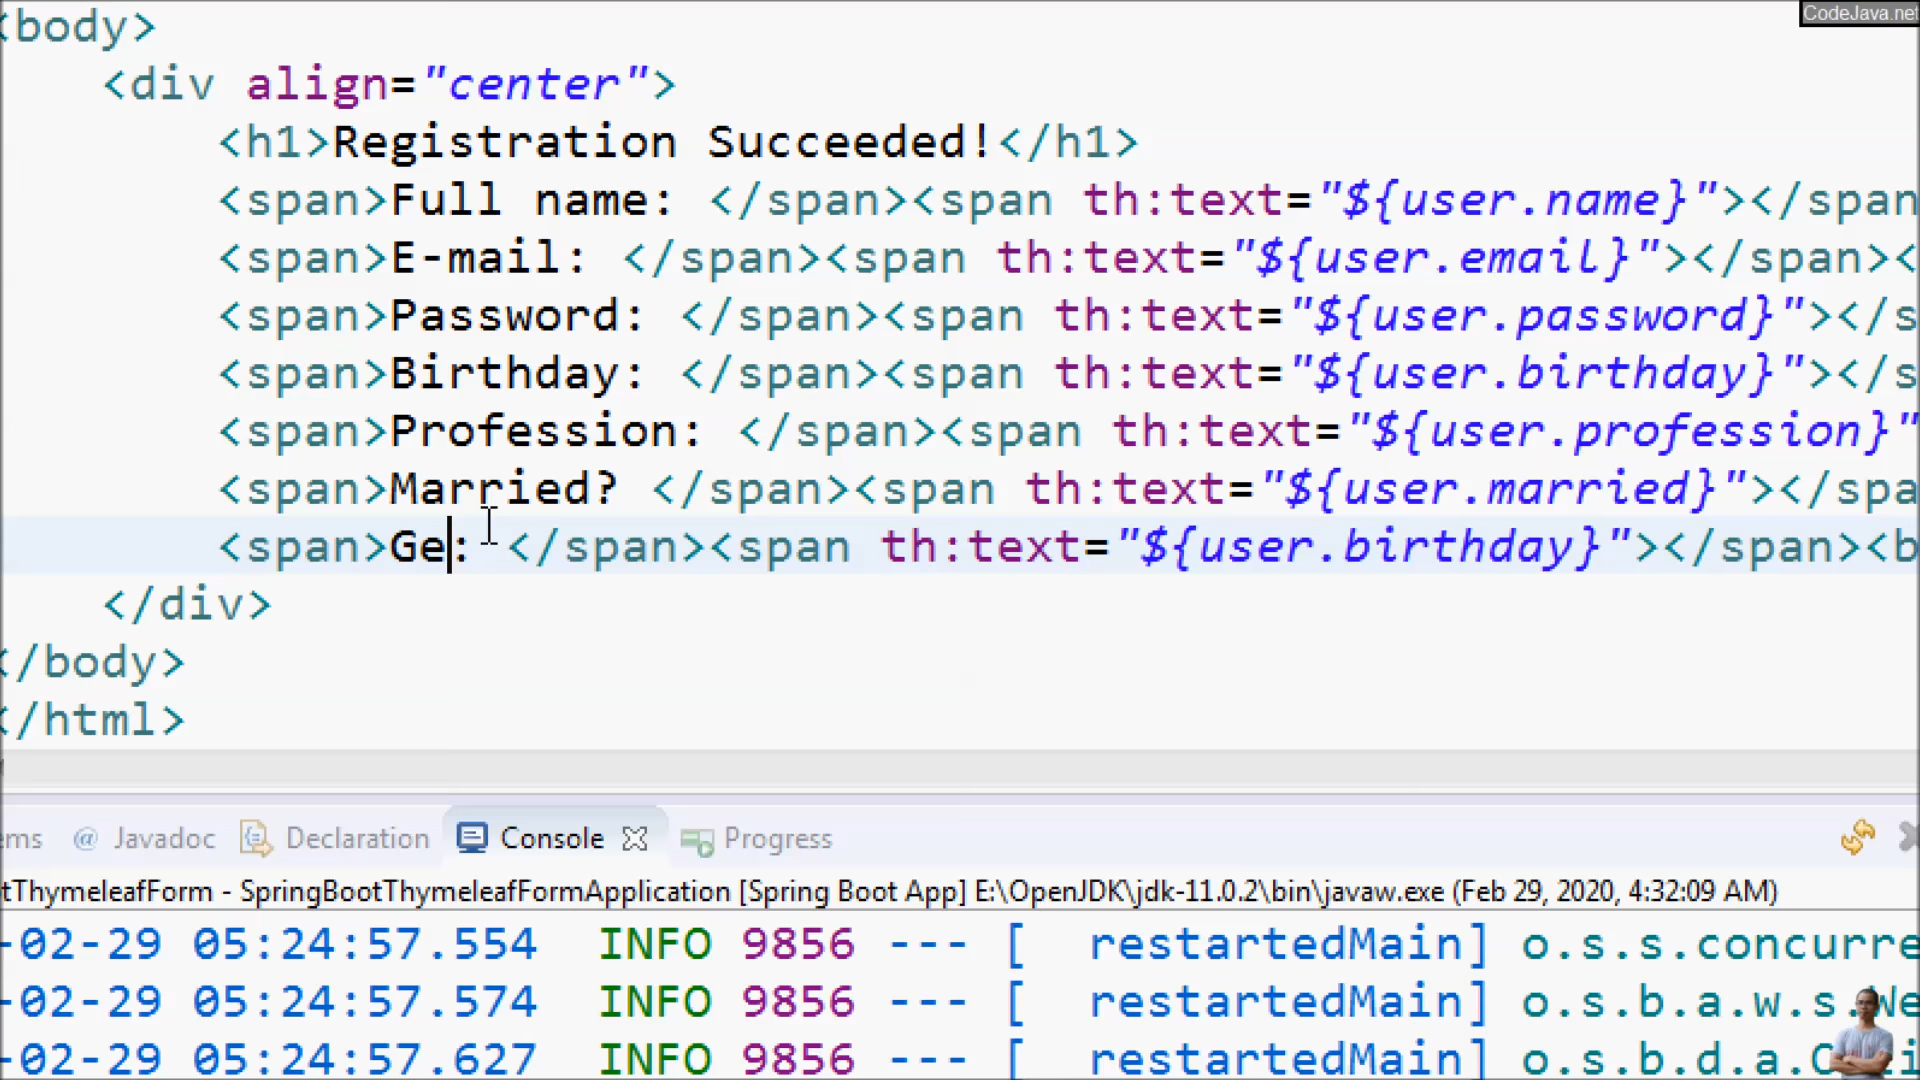 CodeJava.net
<body>
<div align="center">
<h1>Registration Succeeded!</h1>
<span>Full name: </span><span th:text="${user.name}"></span
<span>E-mail: </span><span th:text="${user.email}"></span><
<span>Password: </span><span th:text="${user.password}"></s
<span>Birthday: </span><span th:text="${user.birthday}"></s
<span>Profession: </span><span th:text="${user.profession}"
<span>Married? </span><span th:text="${user.married}"></spa
<span>Ge: </span><span th:text="${user.birthday}"></span><b
</div>
</body>
</html>
ems @ Javadoc Declaration Console Progress
tThymeleafForm - SpringBootThymeleafFormApplication [Spring Boot App] E:\OpenJDK\jdk-11.0.2\bin\javaw.exe (Feb 29, 2020, 4:32:09 AM)
-02-29 05:24:57.554 INFO 9856 --- [ restartedMain] o.s.s.concurre
-02-29 05:24:57.574 INFO 9856 --- [ restartedMain] o.s.b.a.w.s.We
-02-29 05:24:57.627 INFO 9856 --- [ restartedMain] o.s.b.d.a.